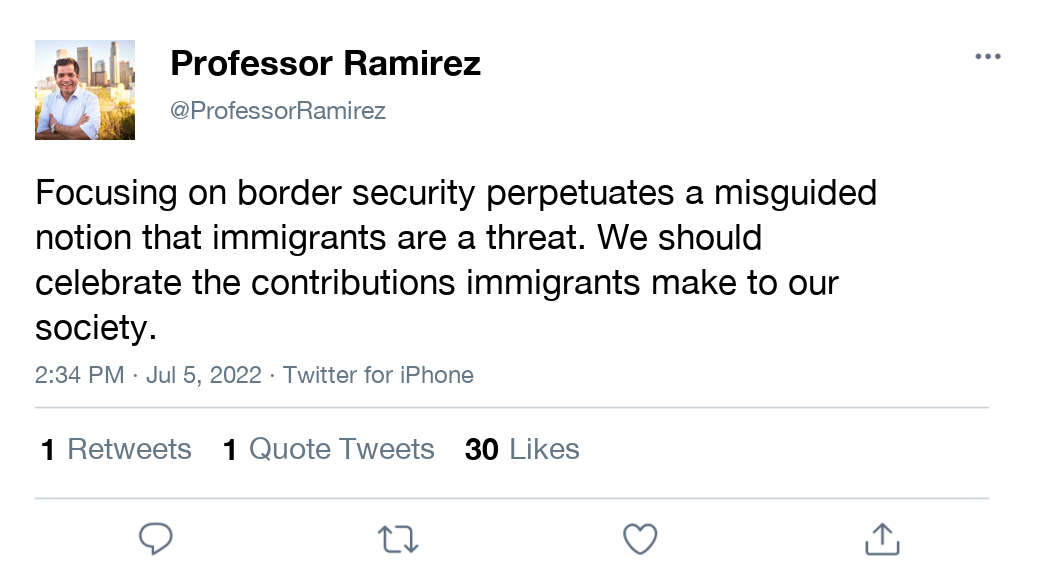 Professor Ramirez
@ProfessorRamirez
Focusing on border security perpetuates a misguided
notion that immigrants are a threat. We should
celebrate the contributions immigrants make to our
society.
2:34 PM · Jul 5, 2022 · Twitter for iPhone
1 Retweets 1 Quote Tweets 30 Likes